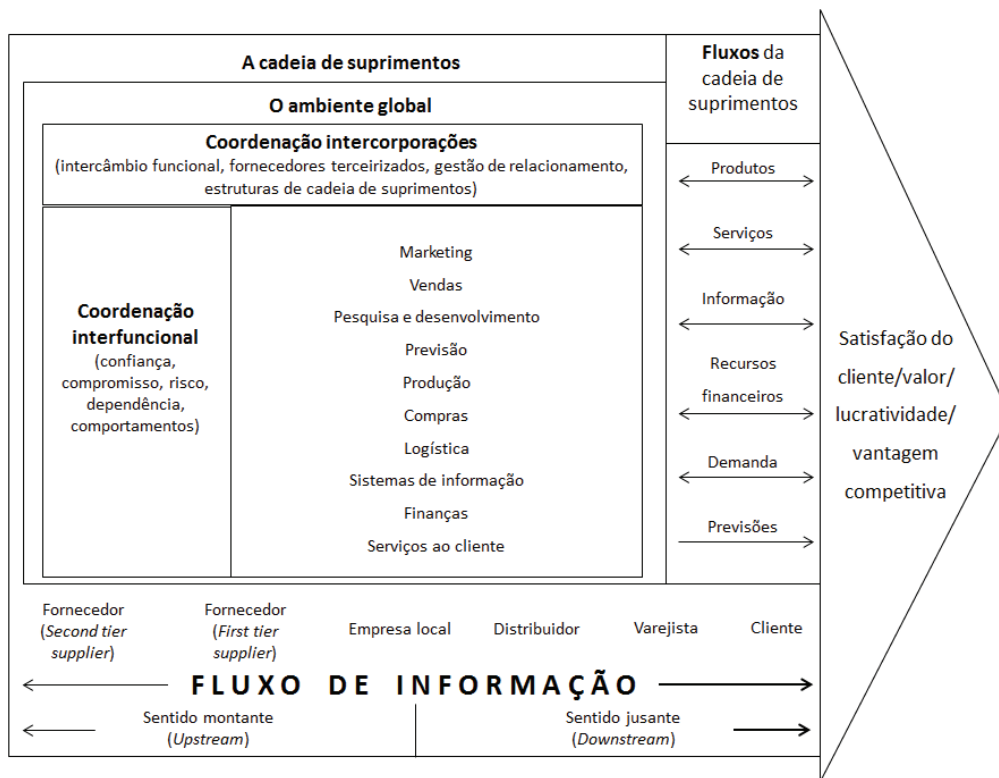 A cadeia de suprimentos
O ambiente global
Coordenação intercorporações
(intercâmbio funcional, fornecedores terceirizados, gestão de relacionamento,
estruturas de cadeia de suprimentos)
Coordenação
interfuncional
(confiança,
compromisso, risco,
dependência,
comportamentos)
Marketing
Vendas
Pesquisa e desenvolvimento
Previsão
Produção
Compras
Logística
Sistemas de informação
Finanças
Serviços ao cliente
Fluxos da
cadeia de
suprimentos
Produtos
Serviços
Informação
Recursos
financeiros
Demanda
Previsões
Satisfação do
cliente/valor/
lucratividade/
vantagem
competitiva
Fornecedor
(Second tier
supplier)
Fornecedor
(First tier
supplier)
Empresa local
Distribuidor
Varejista
Cliente
FLUXO DE INFORMAÇÃO
Sentido montante
(Upstream)
Sentido jusante
(Downstream)